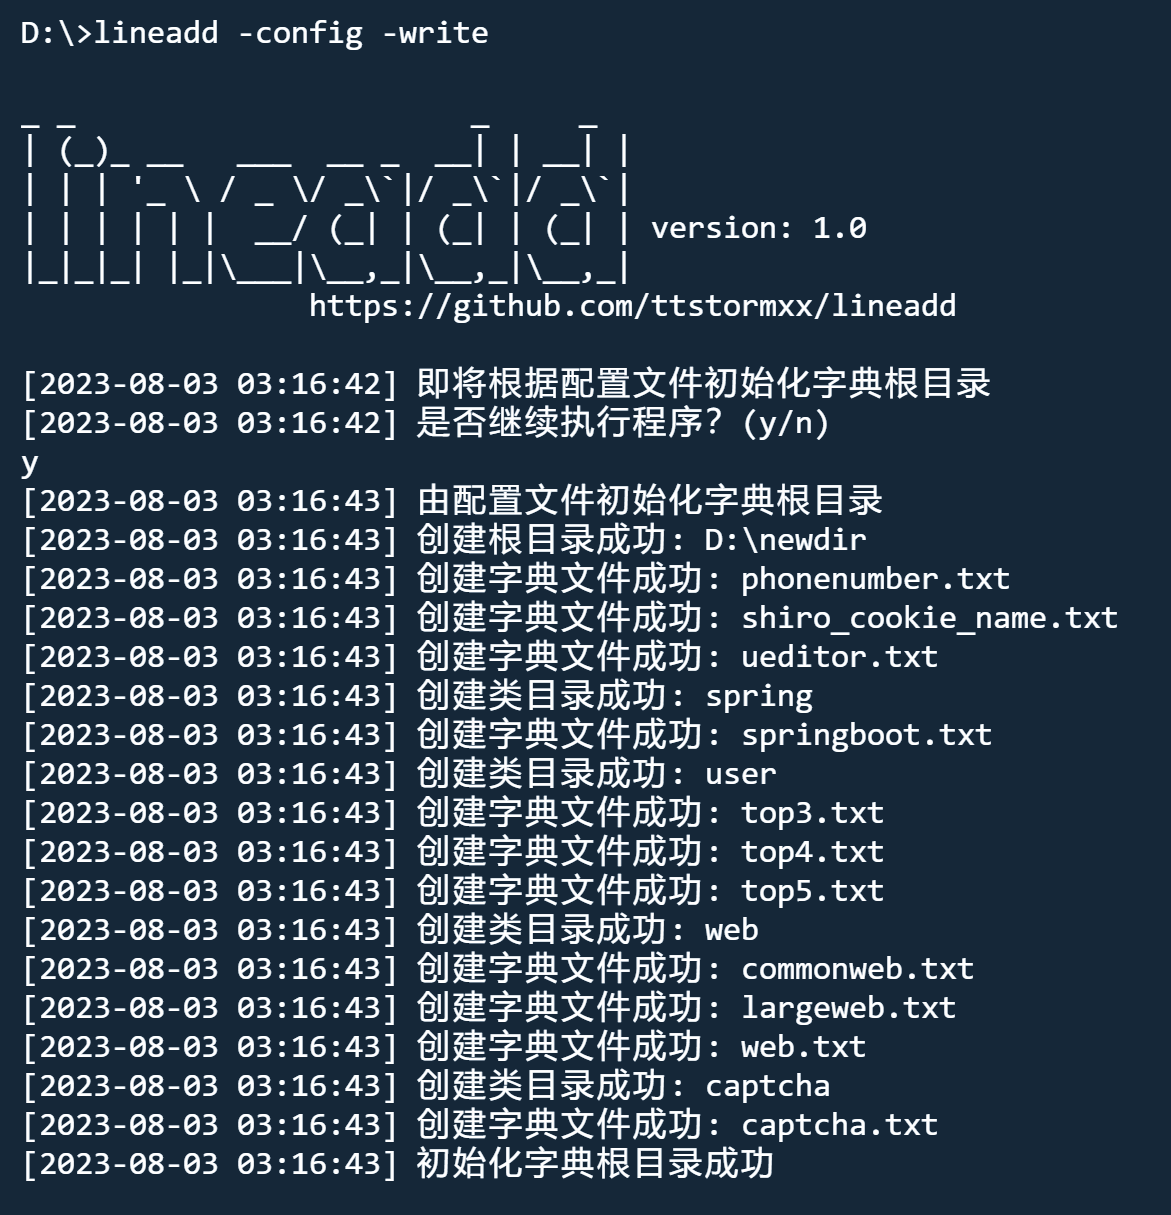 D:\>lineadd -config -write
_ _                      _     _
| (_)_ __   ___  __ _  __| | __| |
| | | '_ \ / _ \/ _\`|/ _\`|/ _\`|
| | | | | |  __/ (_| | (_| | (_| | version: 1.0
|_|_|_| |_|\___|\__,_|\__,_|\__,_|
https://github.com/ttstormxx/lineadd
[2023-08-03 03:16:42] 即将根据配置文件初始化字典根目录
[2023-08-03 03:16:42] 是否继续执行程序? (y/n)
y
[2023-08-03 03:16:43] 由配置文件初始化字典根目录
[2023-08-03 03:16:43] 创建根目录成功: D:\newdir
[2023-08-03 03:16:43] 创建字典文件成功: phonenumber.txt
[2023-08-03 03:16:43] 创建字典文件成功: shiro_cookie_name.txt
[2023-08-03 03:16:43] 创建字典文件成功: ueditor.txt
[2023-08-03 03:16:43] 创建类目录成功: spring
[2023-08-03 03:16:43] 创建字典文件成功: springboot.txt
[2023-08-03 03:16:43] 创建类目录成功: user
[2023-08-03 03:16:43] 创建字典文件成功: top3.txt
[2023-08-03 03:16:43] 创建字典文件成功: top4.txt
[2023-08-03 03:16:43] 创建字典文件成功: top5.txt
[2023-08-03 03:16:43] 创建类目录成功: web
[2023-08-03 03:16:43] 创建字典文件成功: commonweb.txt
[2023-08-03 03:16:43] 创建字典文件成功: largeweb.txt
[2023-08-03 03:16:43] 创建字典文件成功: web.txt
[2023-08-03 03:16:43] 创建类目录成功: captcha
[2023-08-03 03:16:43] 创建字典文件成功: captcha.txt
[2023-08-03 03:16:43] 初始化字典根目录成功